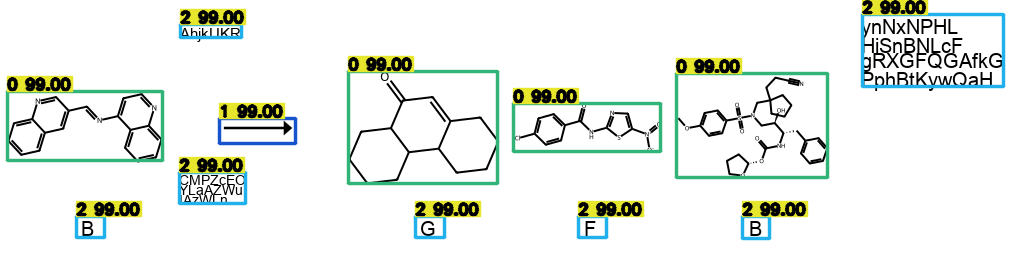 2 99.00
AbjkUKR
2 99.00
ynNxNPHL
HiSnBNLcF
gRXGFQGAfkG
PphBtKywQaH
0 99.00
0 99.00
0 99.00
0 99.00
1 99.00
2 99.00
CMPZcEC
YLaAZWu
2 99.00
B
2 99.00
G
2 99.00
F
2 99.00
B